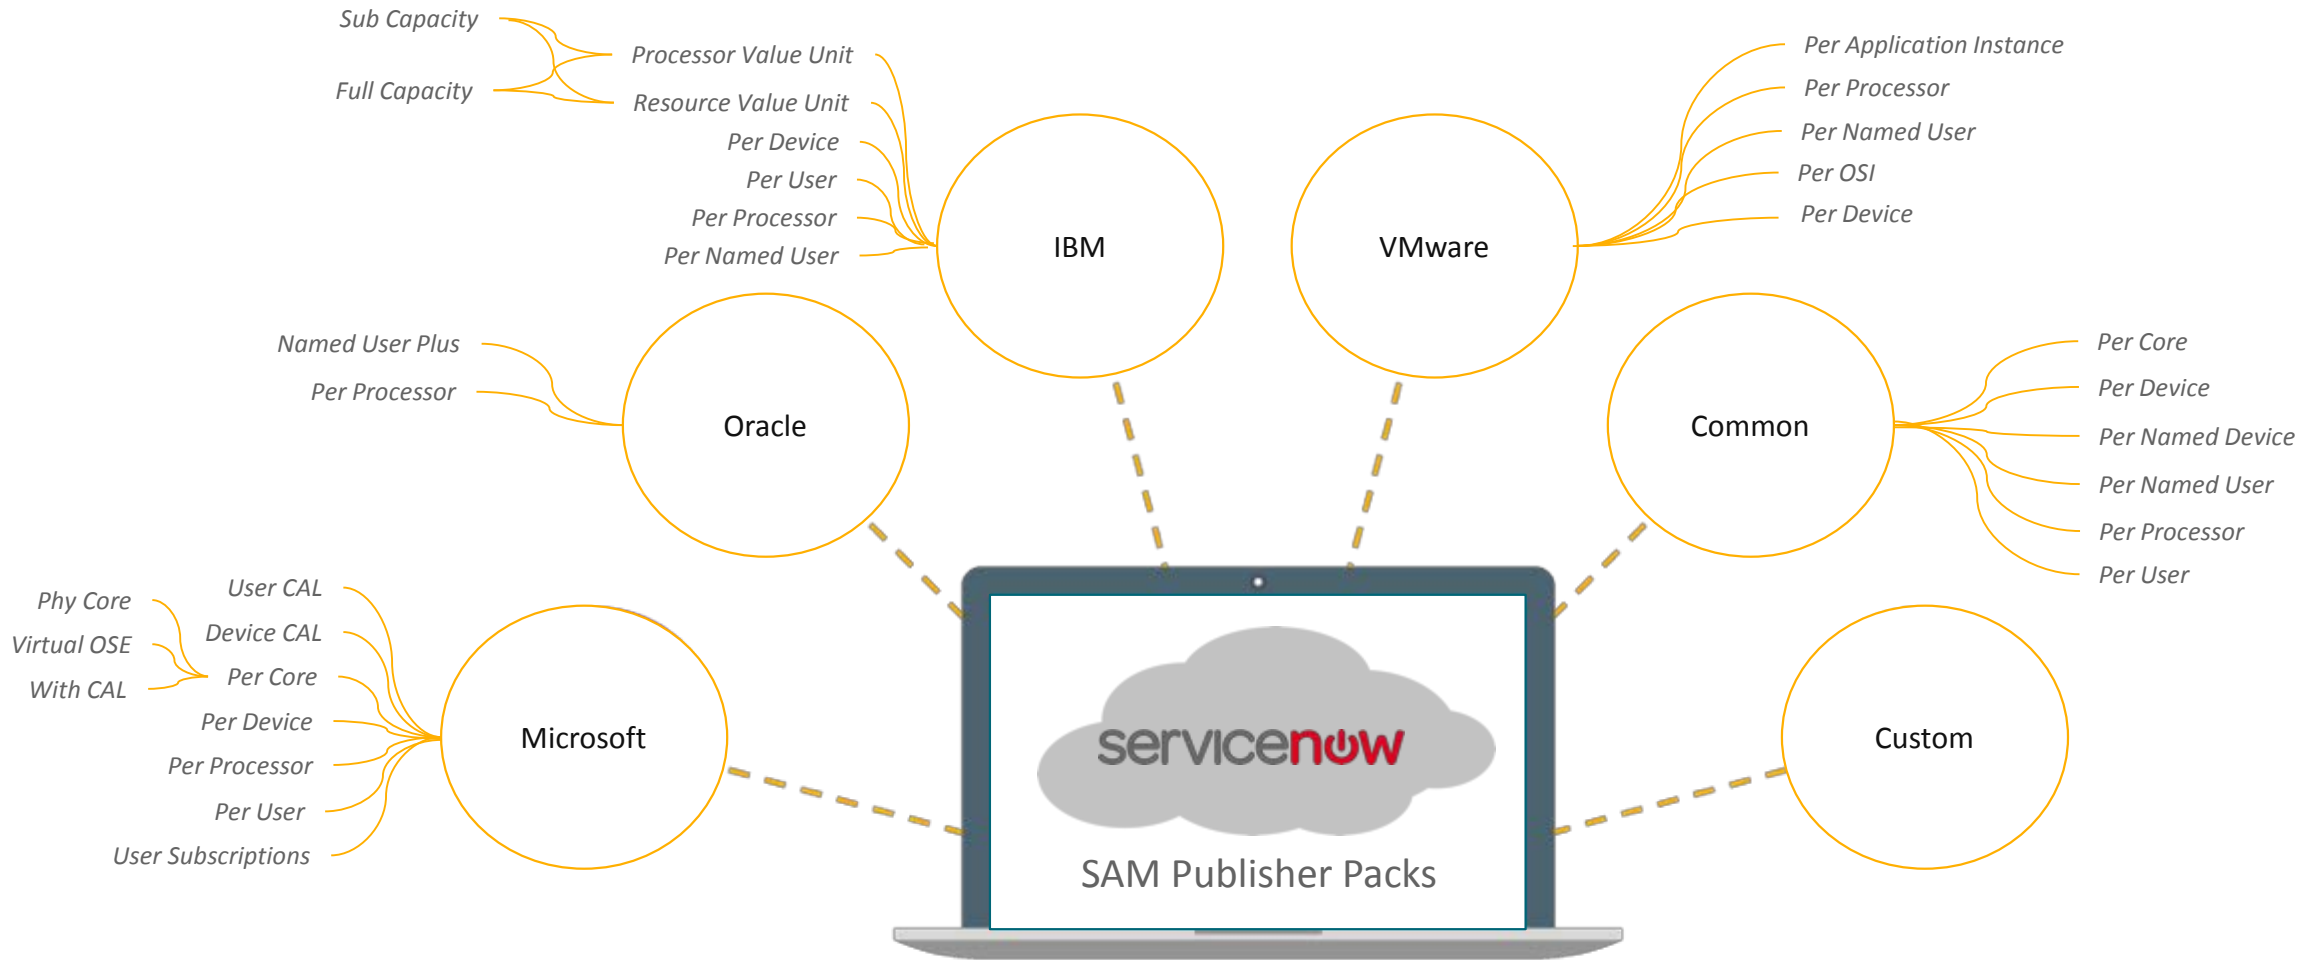 Sub Capacity
Full Capacity
Processor Value Unit
Resource Value Unit
Per Device
Per User
Per Processor
Per Named User
IBM
VMware
Per Application Instance
Per Processor
Per Named User
Per OSI
Per Device
Named User Plus
Per Processor
Oracle
Common
Per Core
Per Device
Per Named Device
Per Named User
Per Processor
Per User
Phy Core
Virtual OSE
With CAL
User CAL
Device CAL
Per Core
Per Device
Per Processor
Per User
User Subscriptions
Microsoft
servicenow
SAM Publisher Packs
Custom